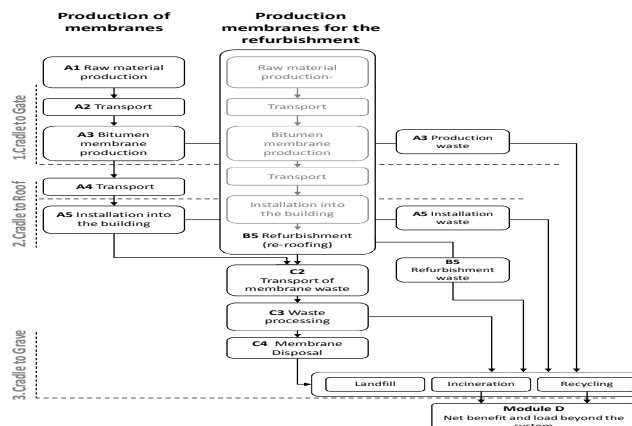 Production of
membranes
Production
membranes for the
refurbishment
A1 Raw material
production
Raw material
production-
A2 Transport
Transport
A3 Bitumen
membrane
production
Bitumen
membrane
production
A3 Production
waste
1.Cradle to Gate
A4 Transport
Transport
A5 Installation into
the building
Installation into
the building
A5 Installation
waste
2.Cradle to Roof
B5 Refurbishment
(re-roofing)
B5
Refurbishment
waste
C2
Transport of
membrane waste
C3 Waste
processing
C4 Membrane
Disposal
3.Cradle to Grave
Landfill
Incineration
Recycling
Module D
Net benefit and load beyond the
system